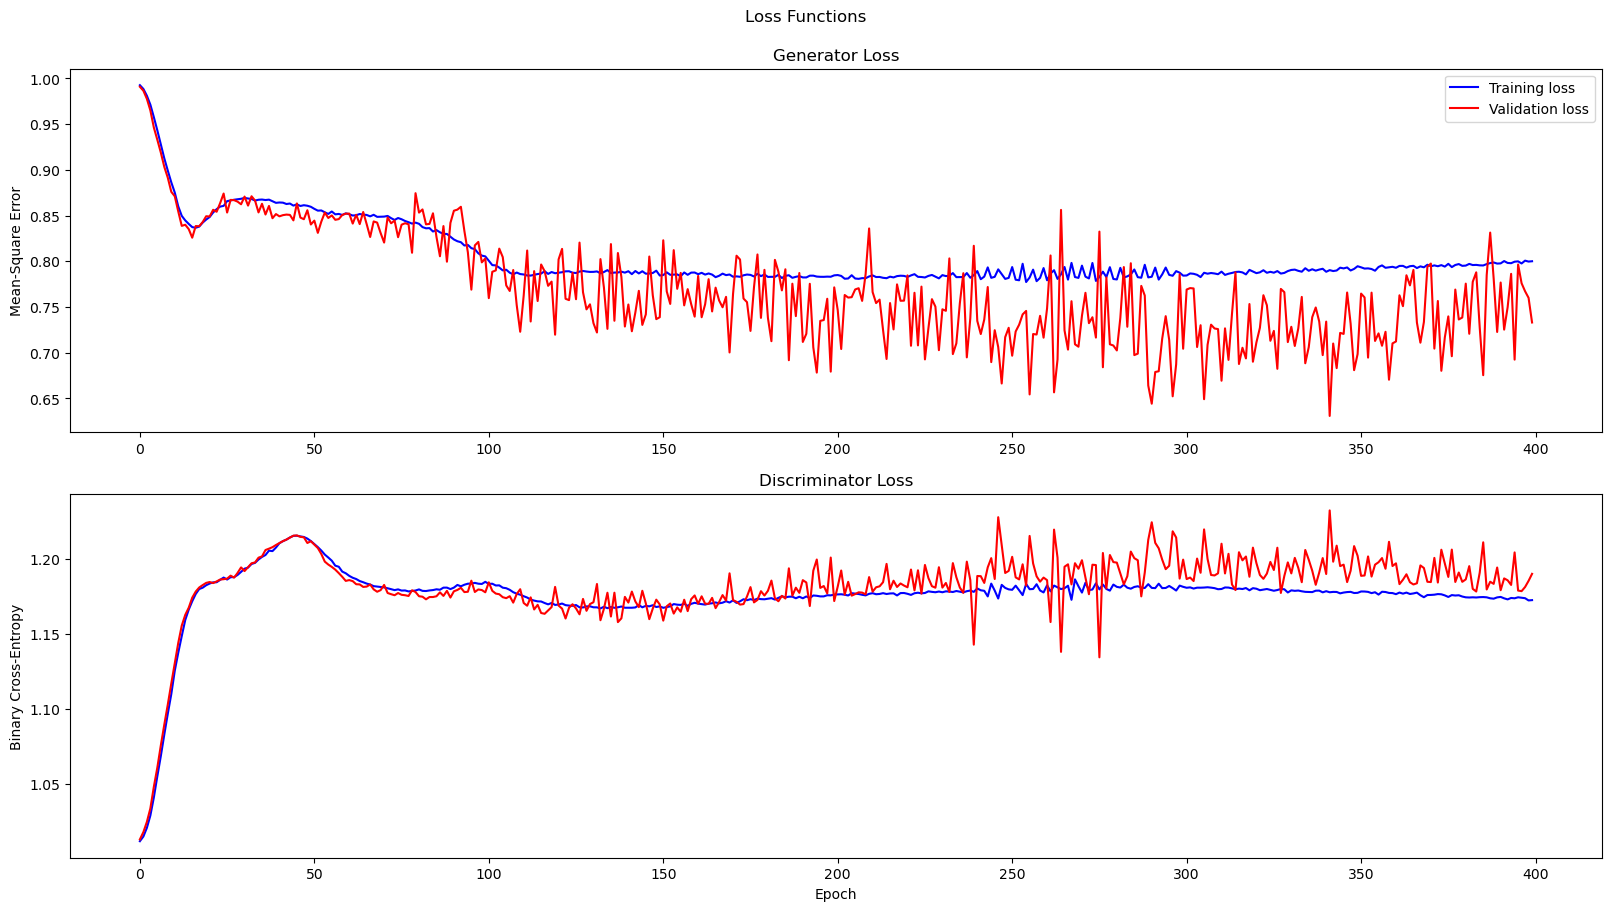 Loss Functions
Generator Loss
Mean-Square Error
1.00
0.95
0.90
0.85
0.80
0.75
0.70
0.65
Training loss
Validation loss
0 50 100 150 200 250 300 350 400
Discriminator Loss
Binary Cross-Entropy
1.20
1.15
1.10
1.05
0 50 100 150 200 250 300 350 400
Epoch